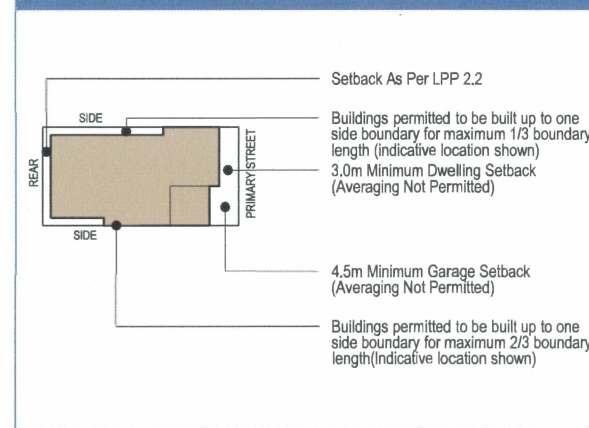 Setback As Per LPP 2.2
SIDE
Buildings permitted to be built up to one
side boundary for maximum 1/3 boundary
length (indicative location shown)
3.0m Minimum Dwelling Setback
(Averaging Not Permitted)
REAR
PRIMARY STREET
SIDE
4.5m Minimum Garage Setback
(Averaging Not Permitted)
Buildings permitted to be built up to one
side boundary for maximum 2/3 boundary
length(Indicative location shown)